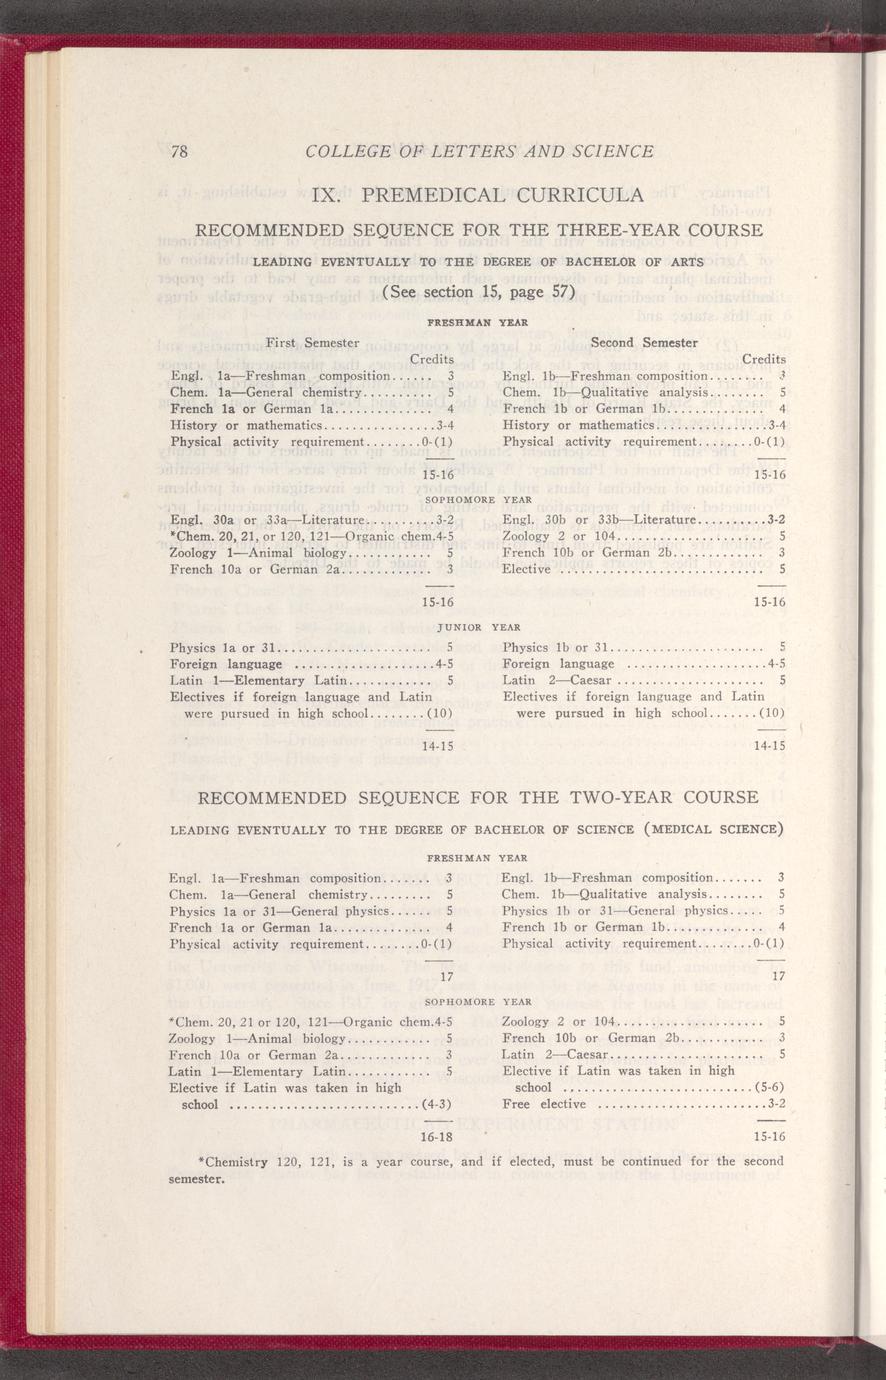 78 COLLEGE OF LETTERS AND SCIENCE
IX. PREMEDICAL CURRICULA
RECOMMENDED SEQUENCE FOR THE THREE-YEAR COURSE
LEADING EVENTUALLY TO THE DEGREE OF BACHELOR OF ARTS
(See section 15, page 57)
FRESHMAN YEAR
First Semester
Credits
Engl. 1a—Freshman composition...... 3
Chem. 1a—General chemistry.......... 5
French 1a or German 1a.............. 4
History or mathematics................3-4
Physical activity requirement........0-(1)
15-16
Second Semester
Credits
Engl. 1b—Freshman composition........ 3
Chem. 1b—Qualitative analysis........ 5
French 1b or German 1b.............. 4
History or mathematics................3-4
Physical activity requirement........0-(1)
15-16
SOPHOMORE YEAR
Engl. 30a or 33a—Literature..........3-2
*Chem. 20, 21, or 120, 121—Organic chem.4-5
Zoology 1—Animal biology............ 5
French 10a or German 2a............. 3
15-16
Engl. 30b or 33b—Literature..........3-2
Zoology 2 or 104..................... 5
French 10b or German 2b............. 3
Elective ............................. 5
15-16
JUNIOR YEAR
Physics 1a or 31...................... 5
Foreign language ....................4-5
Latin 1—Elementary Latin............ 5
Electives if foreign language and Latin
were pursued in high school........(10)
14-15
Physics 1b or 31...................... 5
Foreign language ....................4-5
Latin 2—Caesar ..................... 5
Electives if foreign language and Latin
were pursued in high school.......(10)
14-15
RECOMMENDED SEQUENCE FOR THE TWO-YEAR COURSE
LEADING EVENTUALLY TO THE DEGREE OF BACHELOR OF SCIENCE (MEDICAL SCIENCE)
FRESHMAN YEAR
Engl. 1a—Freshman composition....... 3
Chem. 1a—General chemistry......... 5
Physics 1a or 31—General physics...... 5
French 1a or German 1a.............. 4
Physical activity requirement........0-(1)
17
Engl. 1b—Freshman composition....... 3
Chem. 1b—Qualitative analysis........ 5
Physics 1b or 31—General physics..... 5
French 1b or German 1b.............. 4
Physical activity requirement........0-(1)
17
SOPHOMORE YEAR
*Chem. 20, 21 or 120, 121—Organic chem.4-5
Zoology 1—Animal biology............ 5
French 10a or German 2a............. 3
Latin 1—Elementary Latin............ 5
Elective if Latin was taken in high
school ...........................(4-3)
16-18
Zoology 2 or 104..................... 5
French 10b or German 2b............ 3
Latin 2—Caesar...................... 5
Elective if Latin was taken in high
school ...........................(5-6)
Free elective ........................3-2
15-16
*Chemistry 120, 121, is a year course, and if elected, must be continued for the second
semester.